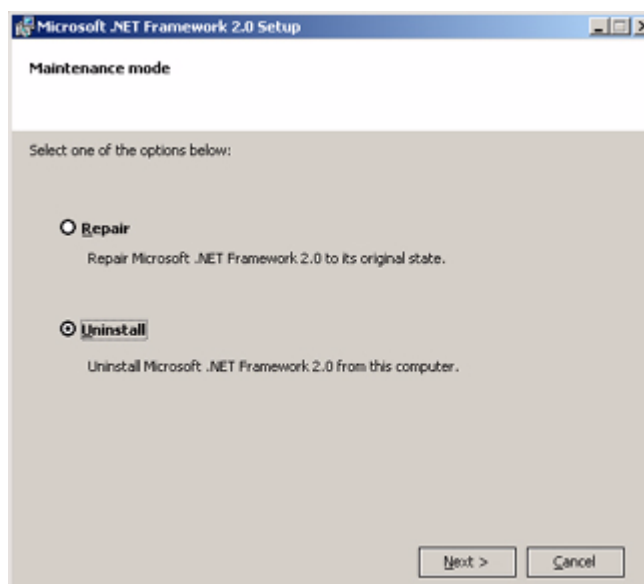 Microsoft .NET Framework 2.0 Setup
Maintenance mode
Select one of the options below:
Repair
Repair Microsoft .NET Framework 2.0 to its original state.
Uninstall
Uninstall Microsoft .NET Framework 2.0 from this computer.
Next > Cancel